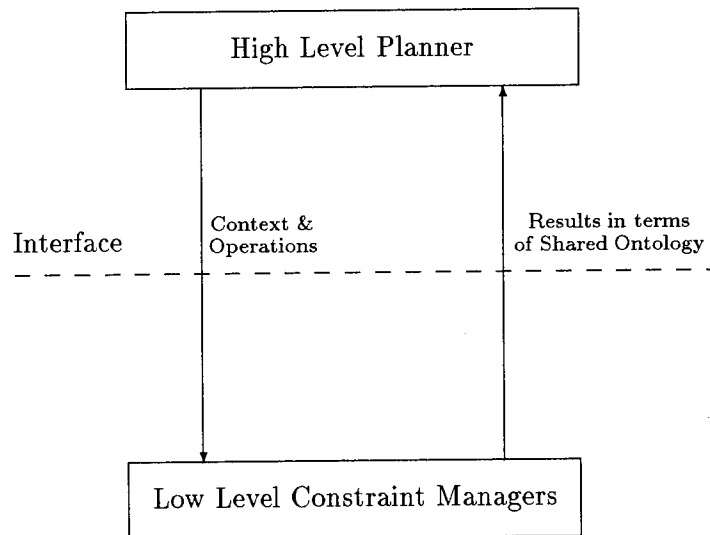 High Level Planner
Context &
Operations
Results in terms
of Shared Ontology
Interface
Low Level Constraint Managers